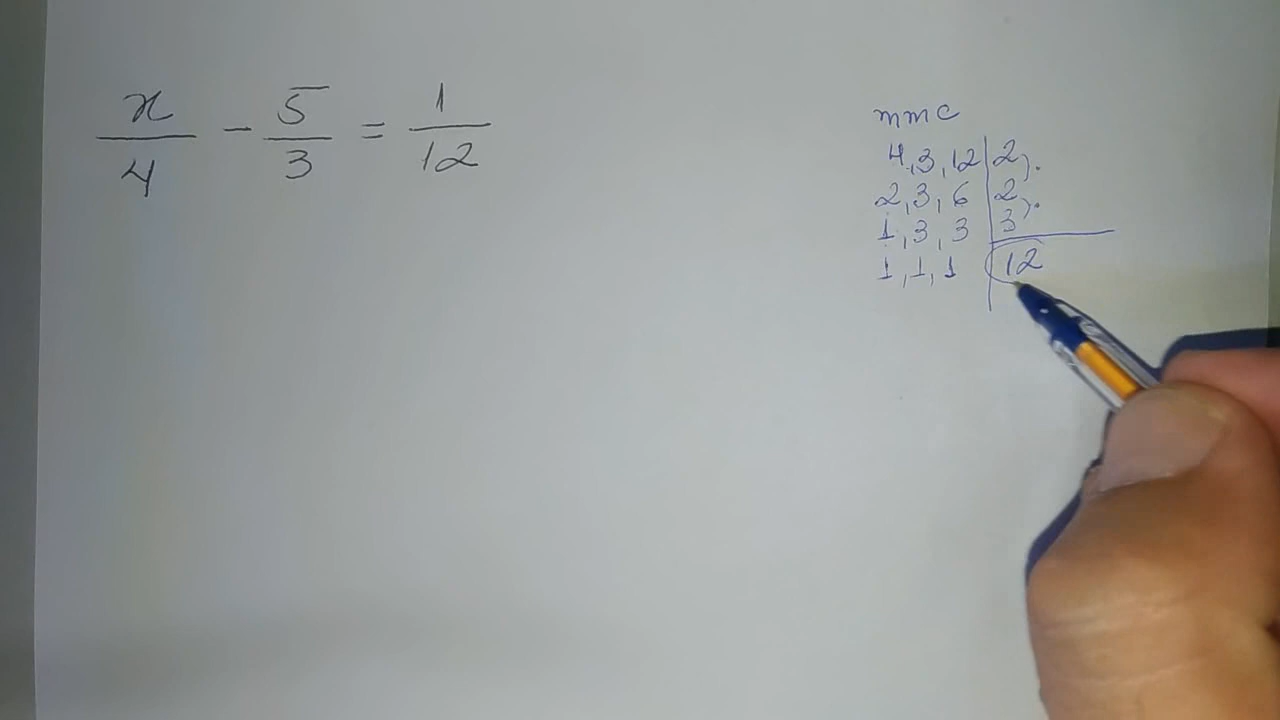 x/4 - 5/3 = 1/12
mmc
4,3,12|2
2,3,6|2
1,3,3|3
1,1,1|12